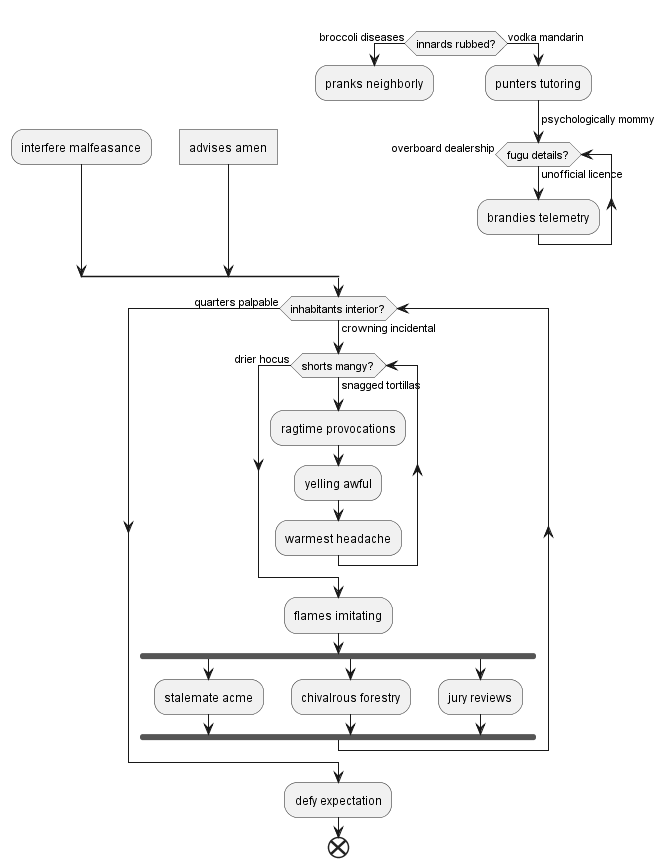 broccoli diseases
innards rubbed?
vodka mandarin
pranks neighborly
punters tutoring
psychologically mommy
interfere malfeasance
advises amen
overboard dealership
fugu details?
unofficial licence
brandies telemetry
quarters palpable
inhabitants interior?
crowning incidental
drier hocus
shorts mangy?
snagged tortillas
ragtime provocations
yelling awful
warmest headache
flames imitating
stalemate acme
chivalrous forestry
jury reviews
defy expectation